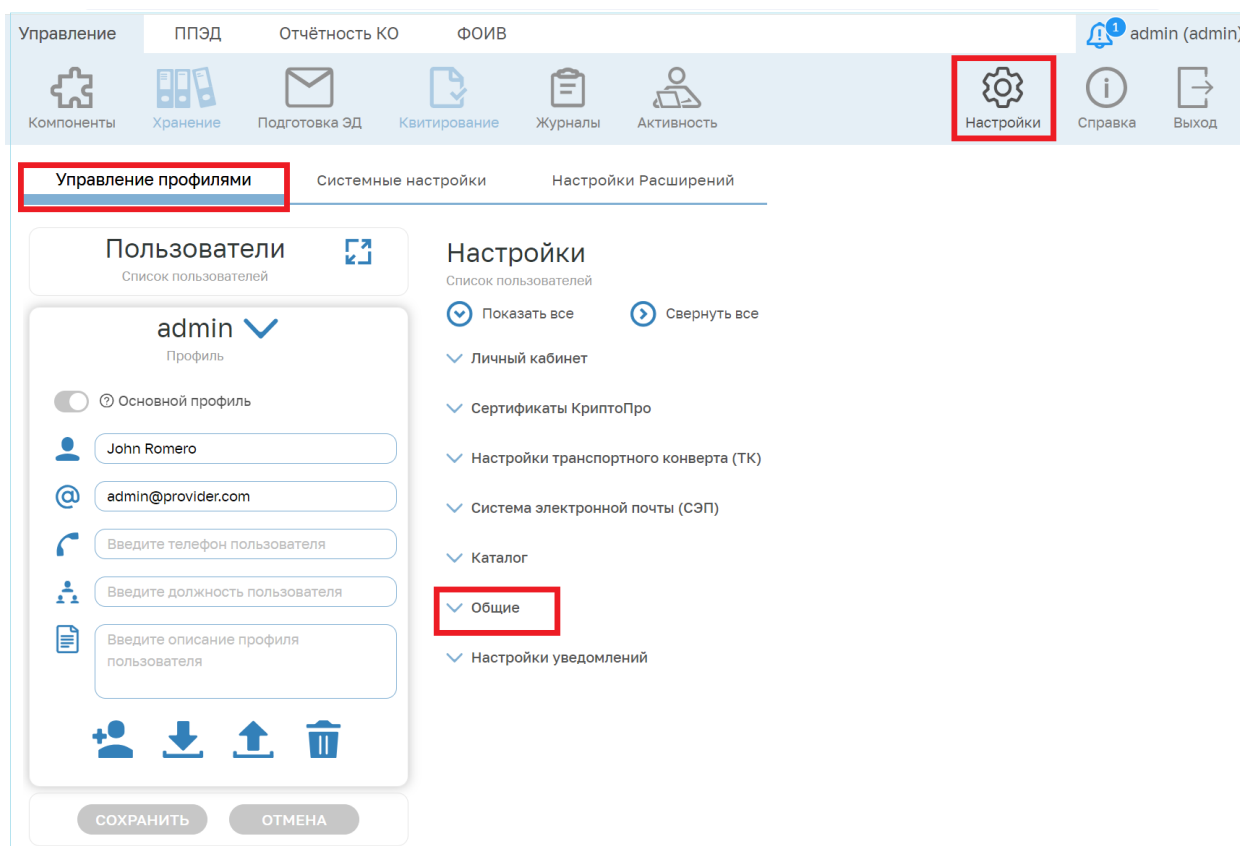 Управление ППЭД Отчётность КО ФОИВ 1 admin (admin)
Компоненты Хранение Подготовка ЭД Квитирование Журналы Активность Настройки Справка Выход
Управление профилями Системные настройки Настройки Расширений
Пользователи
Список пользователей
admin
Профиль
Основной профиль
John Romero
admin@provider.com
Введите телефон пользователя
Введите должность пользователя
Введите описание профиля
пользователя
СОХРАНИТЬ ОТМЕНА
Настройки
Список пользователей
Показать все Свернуть все
Личный кабинет
Сертификаты КриптоПро
Настройки транспортного конверта (ТК)
Система электронной почты (СЭП)
Каталог
Общие
Настройки уведомлений